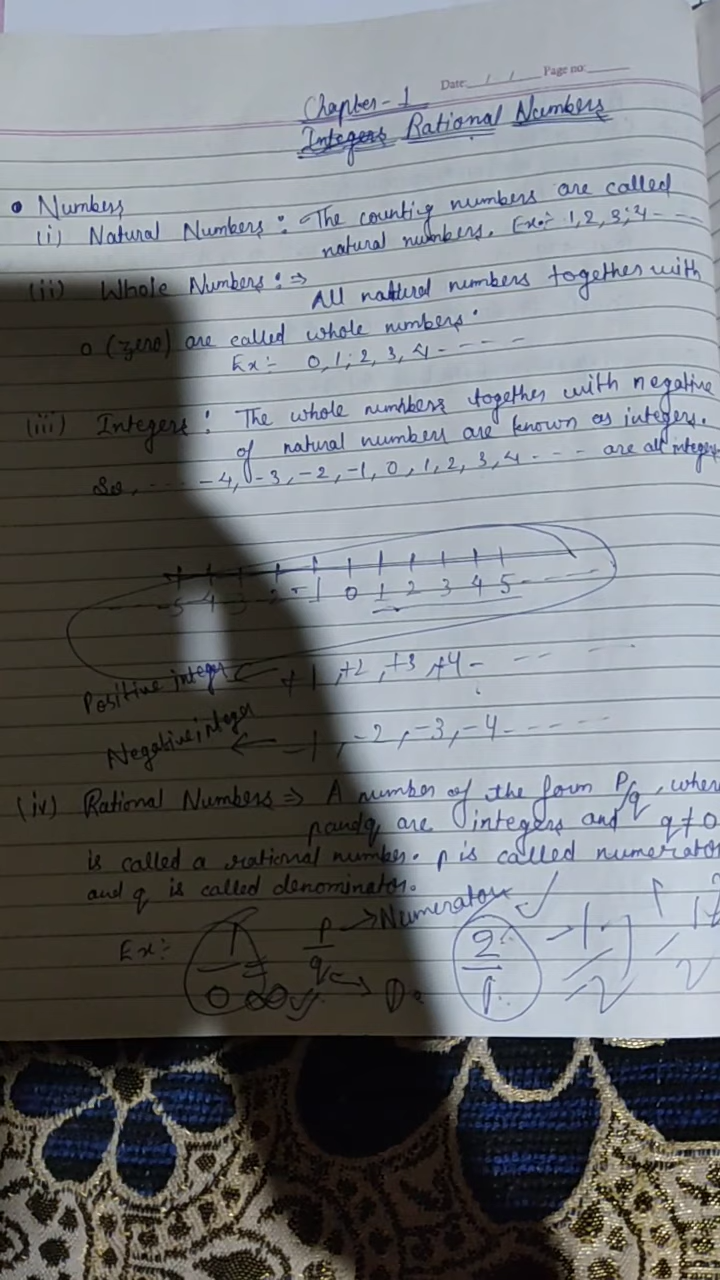 Date: / / Page no:
Chapter - 1
Integers Rational Numbers
• Numbers
(i) Natural Numbers : The counting numbers are called
natural numbers. Ex:- 1, 2, 3, 4 - - -
(ii) Whole Numbers : ⇒
All natural numbers together with
0 (zero) are called whole numbers.
Ex:- 0, 1, 2, 3, 4 - - - -
(iii) Integers : The whole numbers together with negative
of natural numbers are known as integers.
So, - - - - -4, -3, -2, -1, 0, 1, 2, 3, 4 - - - are all integers
-5 -4 -3 -2 -1 0 1 2 3 4 5 - - - -
Positive integer ← +1, +2, +3, +4 - - - -
Negative integer ← -1, -2, -3, -4 - - - -
(iv) Rational Numbers ⇒ A number of the form P/q, where
p and q are integers and q ≠ 0
is called a rational number. p is called numerator
and q is called denominator.
Ex:- 1/0 = ∞ p/q → Numerator → D. 2/1